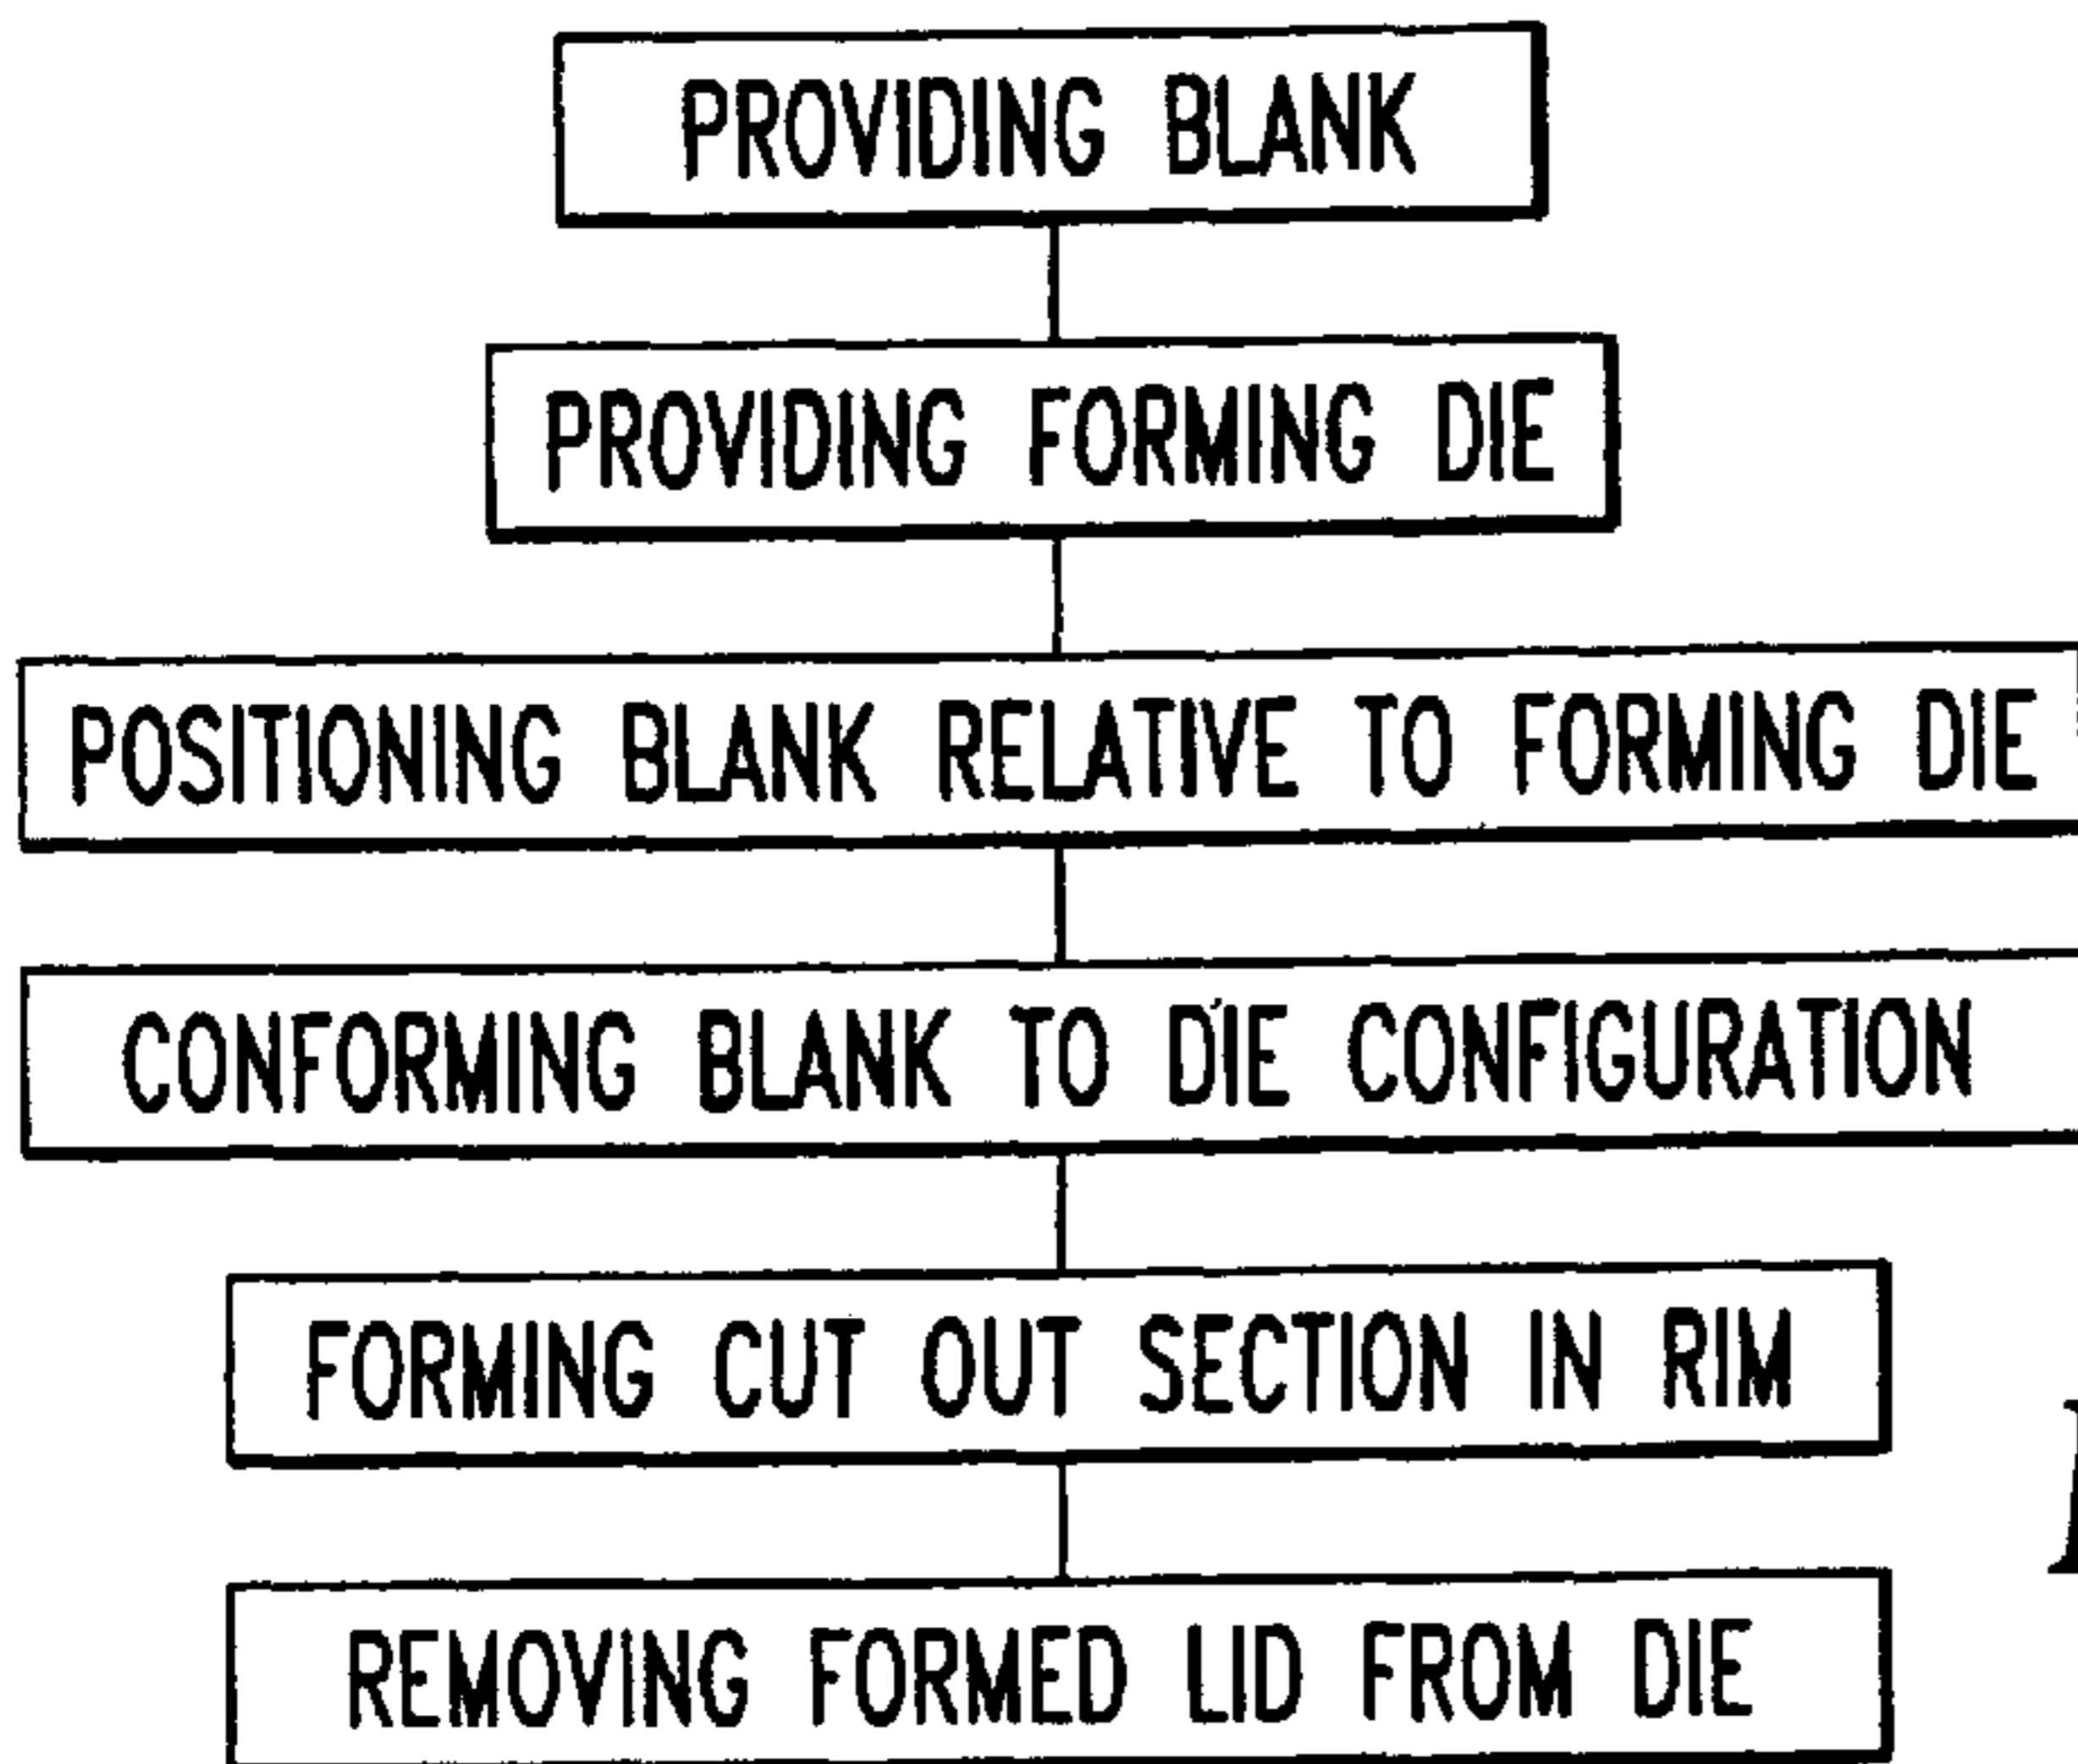 PROVIDING BLANK
PROVIDING FORMING DIE
POSITIONING BLANK RELATIVE TO FORMING DIE
CONFORMING BLANK TO DIE CONFIGURATION
FORMING CUT OUT SECTION IN RIM
REMOVING FORMED LID FROM DIE